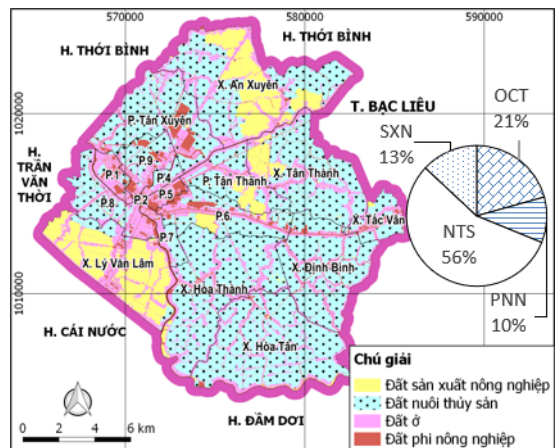 570000
580000
590000
1020000
1010000
H. THỚI BÌNH
H. THỚI BÌNH
T. BẠC LIÊU
H.
TRẦN
VĂN
THỜI
H. CÁI NƯỚC
H. ĐẦM DƠI
X. An Xuyên
P. Tân Xuyên
P.9
P.1
P.4
P. Tân Thành
X. Tân Thành
P.8
P.2
P.5
P.6
X. Tắc Vân
P.7
X. Lý Văn Lâm
X. Định Bình
X. Hòa Thành
X. Hòa Tân
OCT
21%
SXN
13%
NTS
56%
PNN
10%
Chú giải
Đất sản xuất nông nghiệp
Đất nuôi thủy sản
Đất ở
Đất phi nông nghiệp
0 2 4 6 km